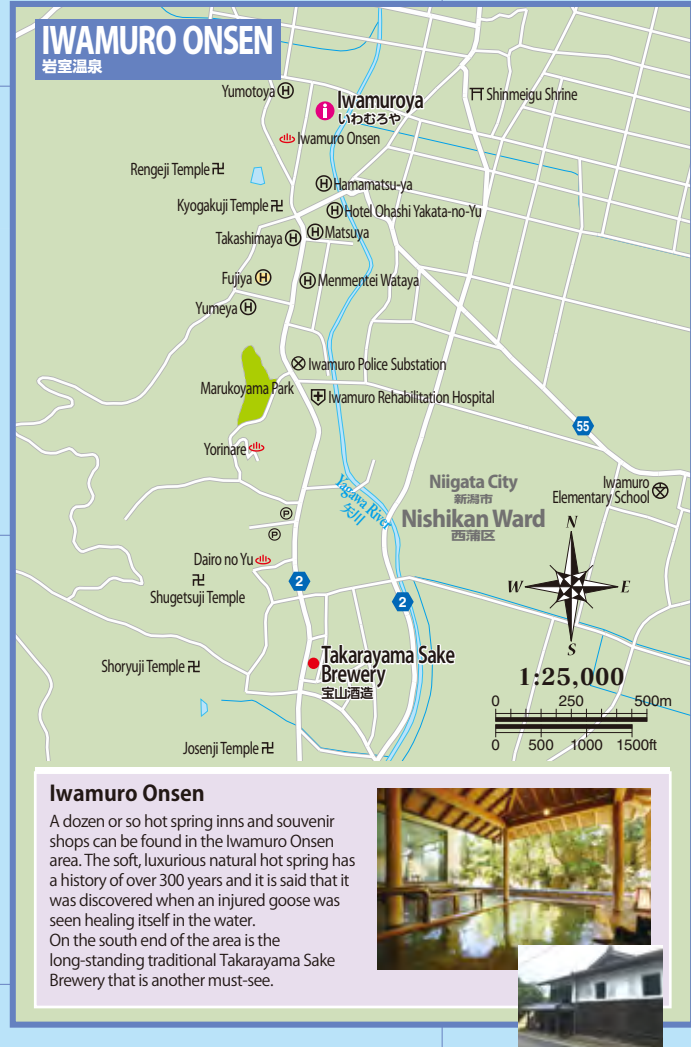 IWAMURO ONSEN
岩室温泉
Yumotoya H
i Iwamuroya
いわむろや
Shinmeigu Shrine
Iwamuro Onsen
Rengeji Temple 卍
H Hamamatsu-ya
Kyogakuji Temple 卍
H Hotel Ohashi Yakata-no-Yu
H Matsuya
Takashimaya H
Fujiya H
H Menmentei Wataya
Yumeya H
Iwamuro Police Substation
Marukoyama Park
Iwamuro Rehabilitation Hospital
55
Yorinare
Yagawa River
矢川
Niigata City
新潟市
Nishikan Ward
西蒲区
Iwamuro
Elementary School
P
P
N
W
E
S
Dairo no Yu
卍
Shugetsuji Temple
2
2
Takarayama Sake
Brewery
宝山酒造
Shoryuji Temple 卍
Josenji Temple 卍
1:25,000
0 250 500m
0 500 1000 1500ft
Iwamuro Onsen
A dozen or so hot spring inns and souvenir
shops can be found in the Iwamuro Onsen
area. The soft, luxurious natural hot spring has
a history of over 300 years and it is said that it
was discovered when an injured goose was
seen healing itself in the water.
On the south end of the area is the
long-standing traditional Takarayama Sake
Brewery that is another must-see.